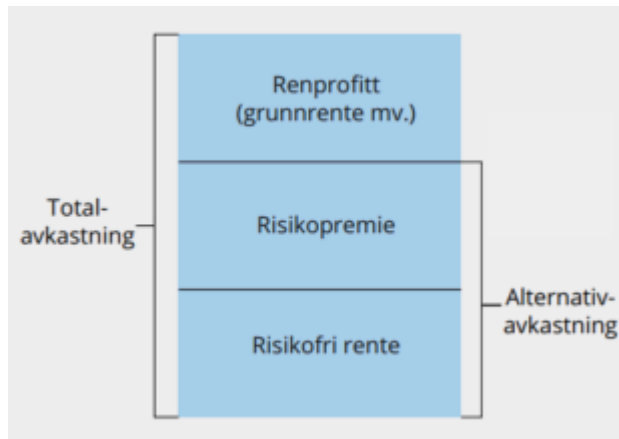 Renprofitt
(grunnrente mv.)
Total-
avkastning
Risikopremie
Alternativ-
avkastning
Risikofri rente